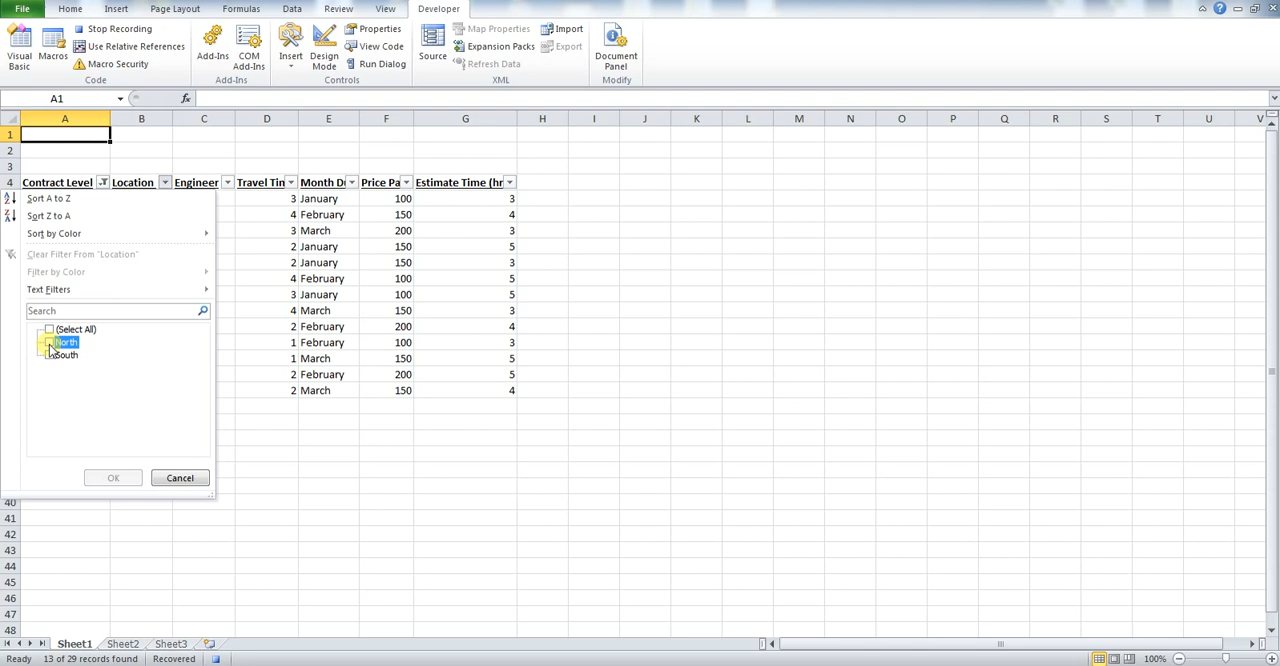 File Home Insert Page Layout Formulas Data Review View Developer
Visual Basic Macros Stop Recording Use Relative References Macro Security Code
Add-Ins COM Add-Ins Add-Ins
Insert Design Mode Properties View Code Run Dialog Controls
Source Map Properties Expansion Packs Refresh Data Import Export XML
Document Panel Modify
A1 fx
A B C D E F G H I J K L M N O P Q R S T U V
1
2
3
4 Contract Level Location Engineer Travel Tin Month D Price Pa Estimate Time (hr
3 January 100 3
4 February 150 4
3 March 200 3
2 January 150 5
2 January 150 3
4 February 100 5
3 January 100 5
4 March 150 3
2 February 200 4
1 February 100 3
1 March 150 5
2 February 200 5
2 March 150 4
Sort A to Z
Sort Z to A
Sort by Color
Clear Filter From "Location"
Filter by Color
Text Filters
Search
(Select All)
North
South
OK Cancel
40
41
42
43
44
45
46
47
48
Sheet1 Sheet2 Sheet3
Ready 13 of 29 records found Recovered 100%